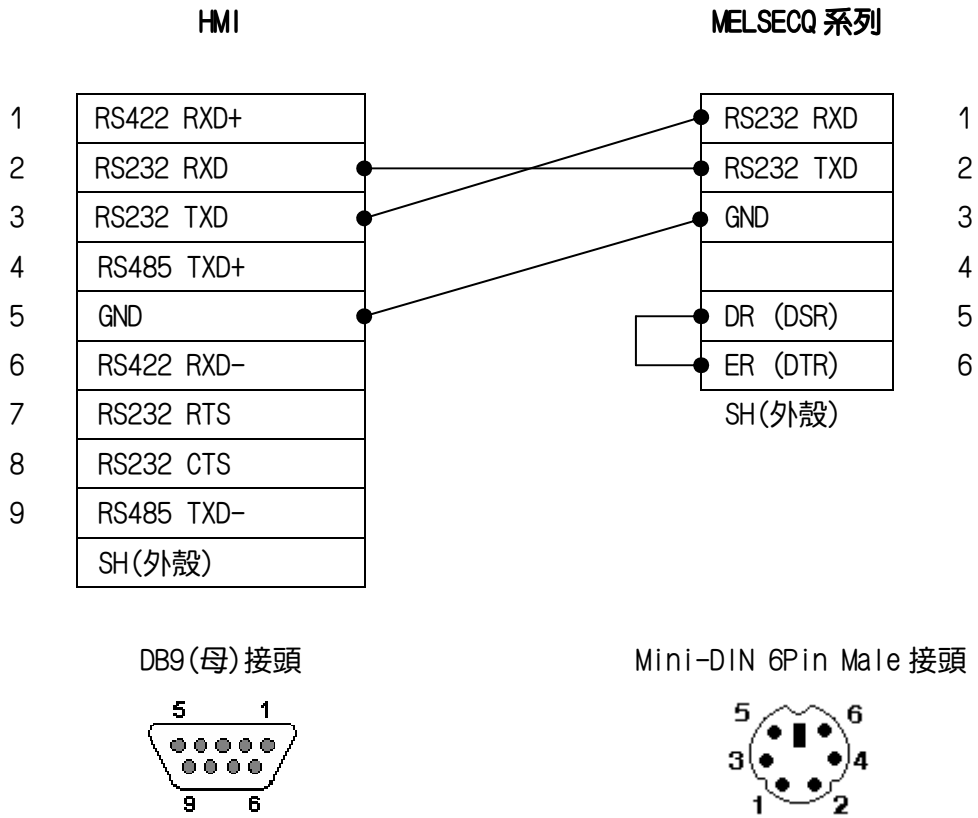 HMI
MELSECQ 系列
1 RS422 RXD+
2 RS232 RXD
3 RS232 TXD
4 RS485 TXD+
5 GND
6 RS422 RXD-
7 RS232 RTS
8 RS232 CTS
9 RS485 TXD-
SH(外殼)
RS232 RXD 1
RS232 TXD 2
GND 3
4
DR (DSR) 5
ER (DTR) 6
SH(外殼)
DB9(母)接頭
5 1
9 6
Mini-DIN 6Pin Male 接頭
5 6
3 4
1 2